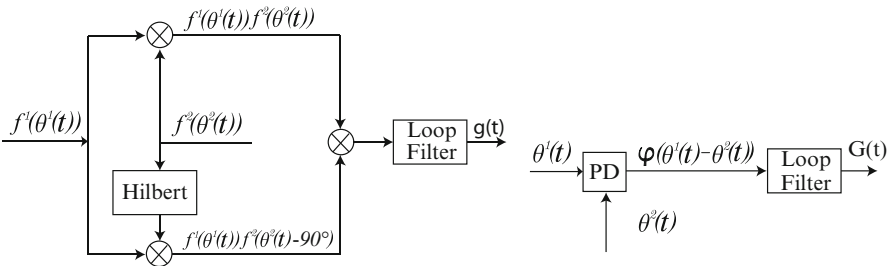 f¹(θ¹(t))f²(θ²(t))
f¹(θ¹(t))
f²(θ²(t))
Hilbert
f¹(θ¹(t))f²(θ²(t)-90°)
Loop
Filter
g(t)
θ¹(t)
PD
φ(θ¹(t)-θ²(t))
θ²(t)
Loop
Filter
G(t)